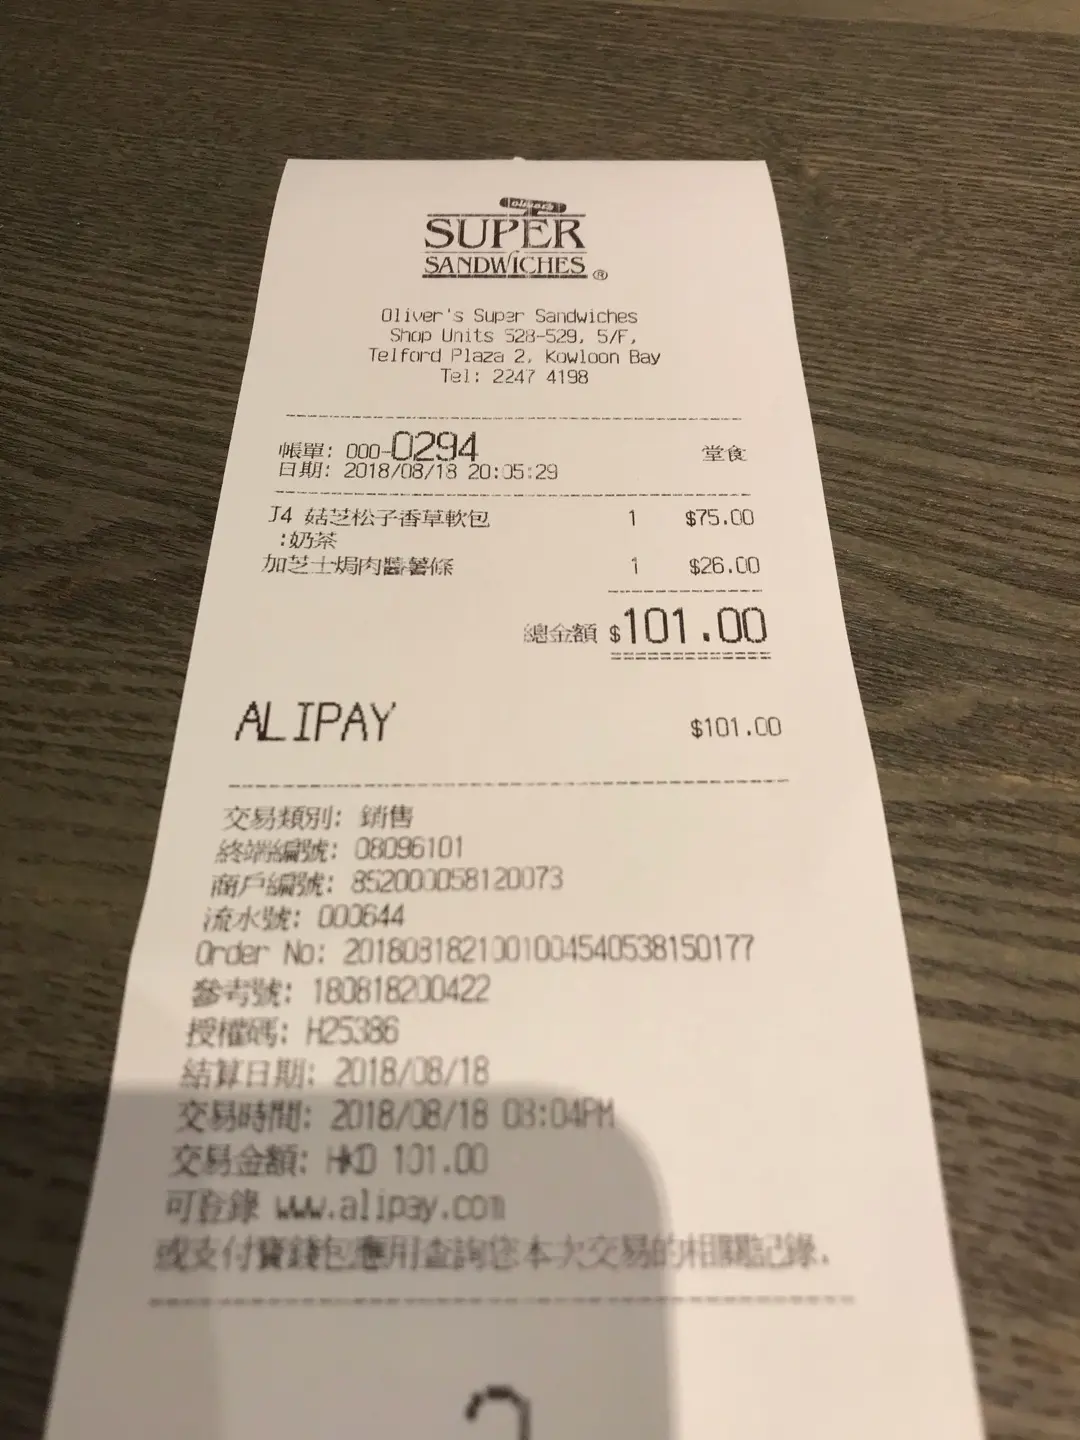 oliver's
SUPER
SANDWICHES®
Oliver's Super Sandwiches
Shop Units 528-529, 5/F,
Telford Plaza 2, Kowloon Bay
Tel: 2247 4198
帳單: 000-0294 堂食
日期: 2018/08/18 20:05:29
J4 菇芝松子香草軟包 1 $75.00
:奶茶
加芝士焗肉醬薯條 1 $26.00
總金額 $101.00
ALIPAY $101.00
交易類別: 銷售
終端編號: 08096101
商戶編號: 852000058120073
流水號: 000644
Order No: 2018081821001004540538150177
參考號: 180818200422
授權碼: H25386
結算日期: 2018/08/18
交易時間: 2018/08/18 08:04PM
交易金額: HKD 101.00
可登錄 www.alipay.com
或支付寶錢包應用查詢您本次交易的相關記錄.